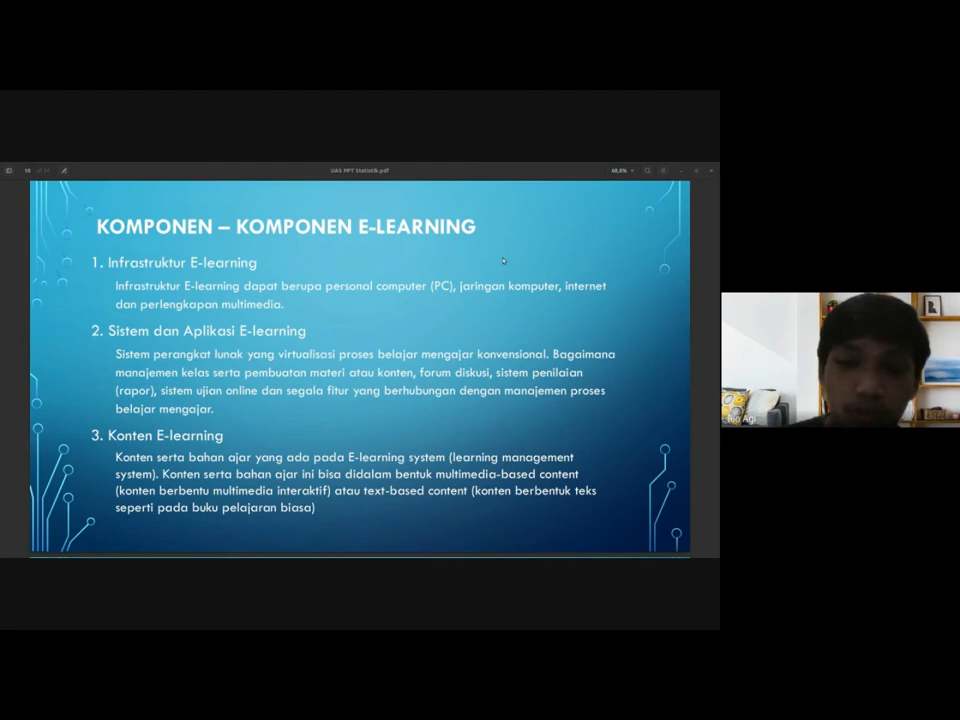 UAS PPT Statistik.pdf
KOMPONEN – KOMPONEN E-LEARNING
1. Infrastruktur E-learning
Infrastruktur E-learning dapat berupa personal computer (PC), jaringan komputer, internet
dan perlengkapan multimedia.
2. Sistem dan Aplikasi E-learning
Sistem perangkat lunak yang virtualisasi proses belajar mengajar konvensional. Bagaimana
manajemen kelas serta pembuatan materi atau konten, forum diskusi, sistem penilaian
(rapor), sistem ujian online dan segala fitur yang berhubungan dengan manajemen proses
belajar mengajar.
3. Konten E-learning
Konten serta bahan ajar yang ada pada E-learning system (learning management
system). Konten serta bahan ajar ini bisa didalam bentuk multimedia-based content
(konten berbentu multimedia interaktif) atau text-based content (konten berbentuk teks
seperti pada buku pelajaran biasa)
Rio Agi